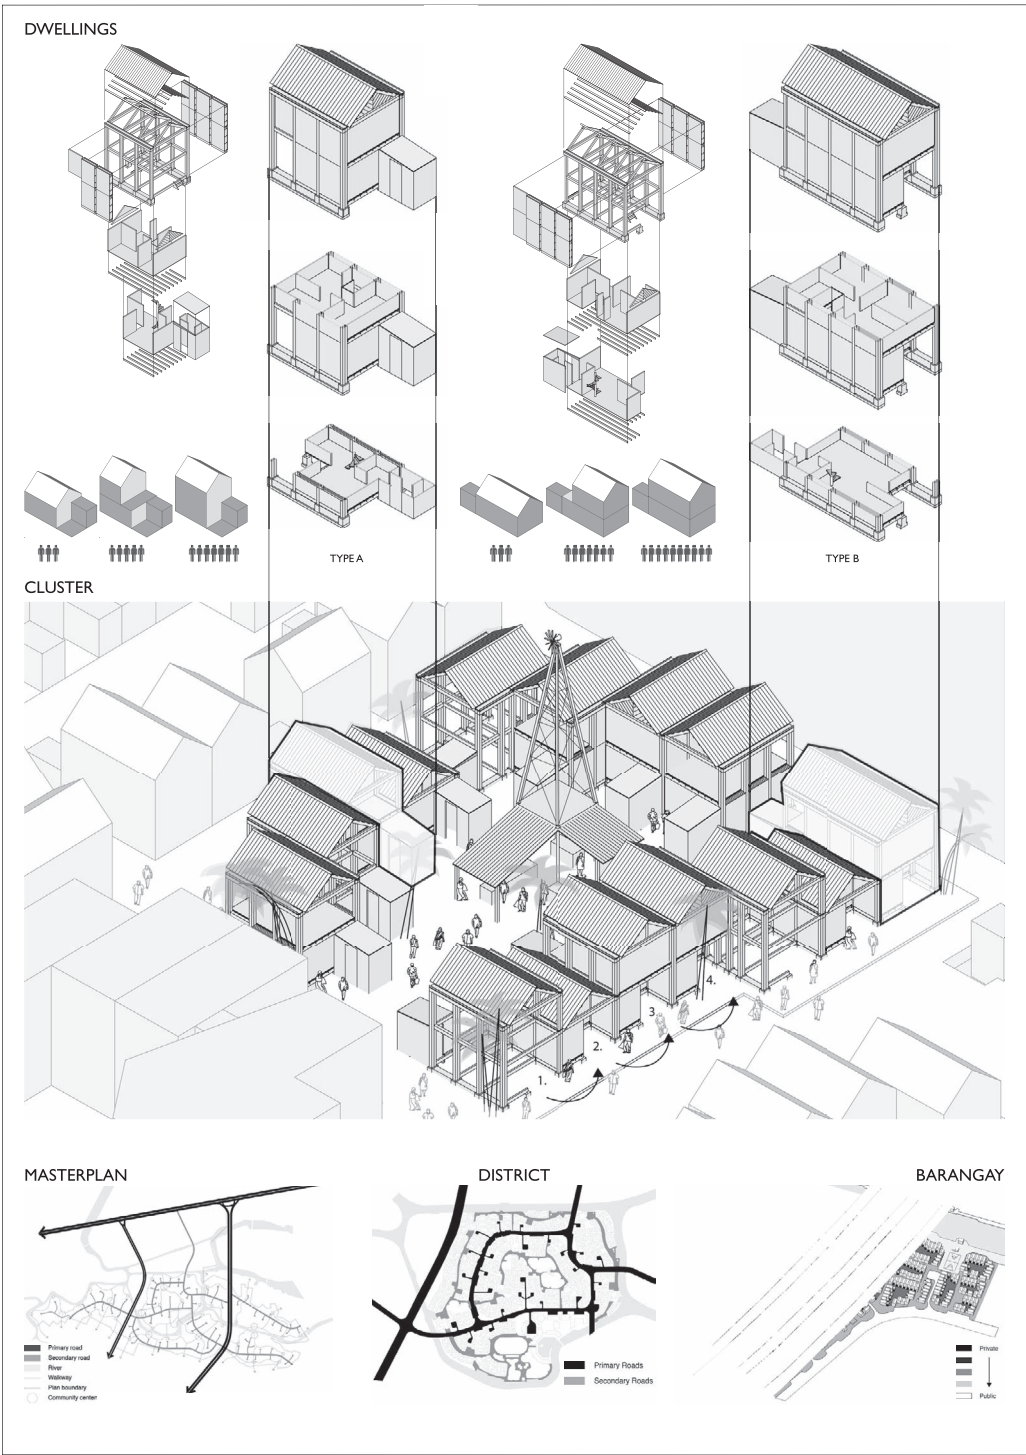 DWELLINGS
TYPE A
TYPE B
CLUSTER
1.
2.
3.
4.
MASTERPLAN
Primary road
Secondary road
River
Walkway
Plan boundary
Community center
DISTRICT
Primary Roads
Secondary Roads
BARANGAY
Private
Public